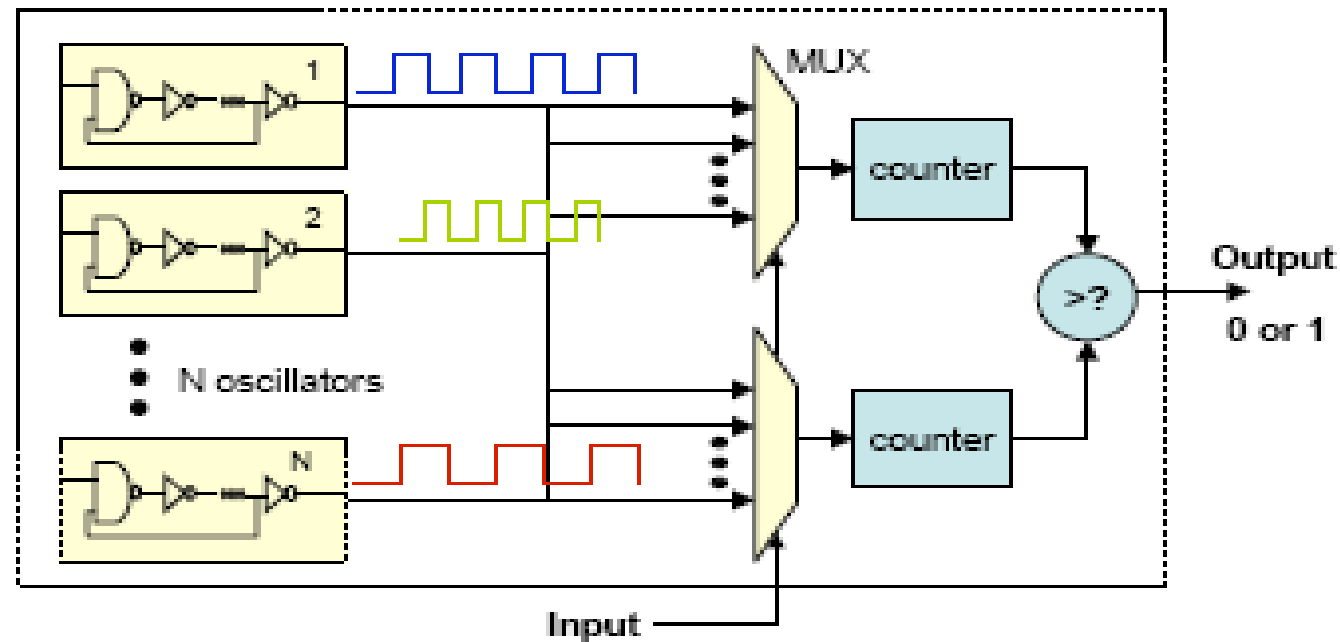 1
MUX
counter
2
>?
Output
0 or 1
N oscillators
N
counter
Input